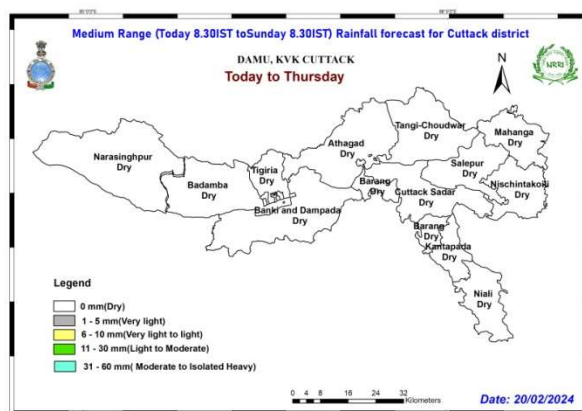 Medium Range (Today 8.30IST toSunday 8.30IST) Rainfall forecast for Cuttack district
DAMU, KVK CUTTACK
Today to Thursday
N
NRRI
Tangi-Choudwar
Dry
Mahanga
Dry
Athagad
Dry
Narasinghpur
Dry
Tigiria
Dry
Salepur
Dry
Badamba
Dry
Barang
Dry
Cuttack Sadar
Dry
Nischintakoili
Dry
Banki and Dampada
Dry
Barang
Dry
Kantapada
Dry
Niali
Dry
Legend
0 mm(Dry)
1 - 5 mm(Very light)
6 - 10 mm(Very light to light)
11 - 30 mm(Light to Moderate)
31 - 60 mm( Moderate to Isolated Heavy)
0 4 8 16 24 32
Kilometers
Date: 20/02/2024